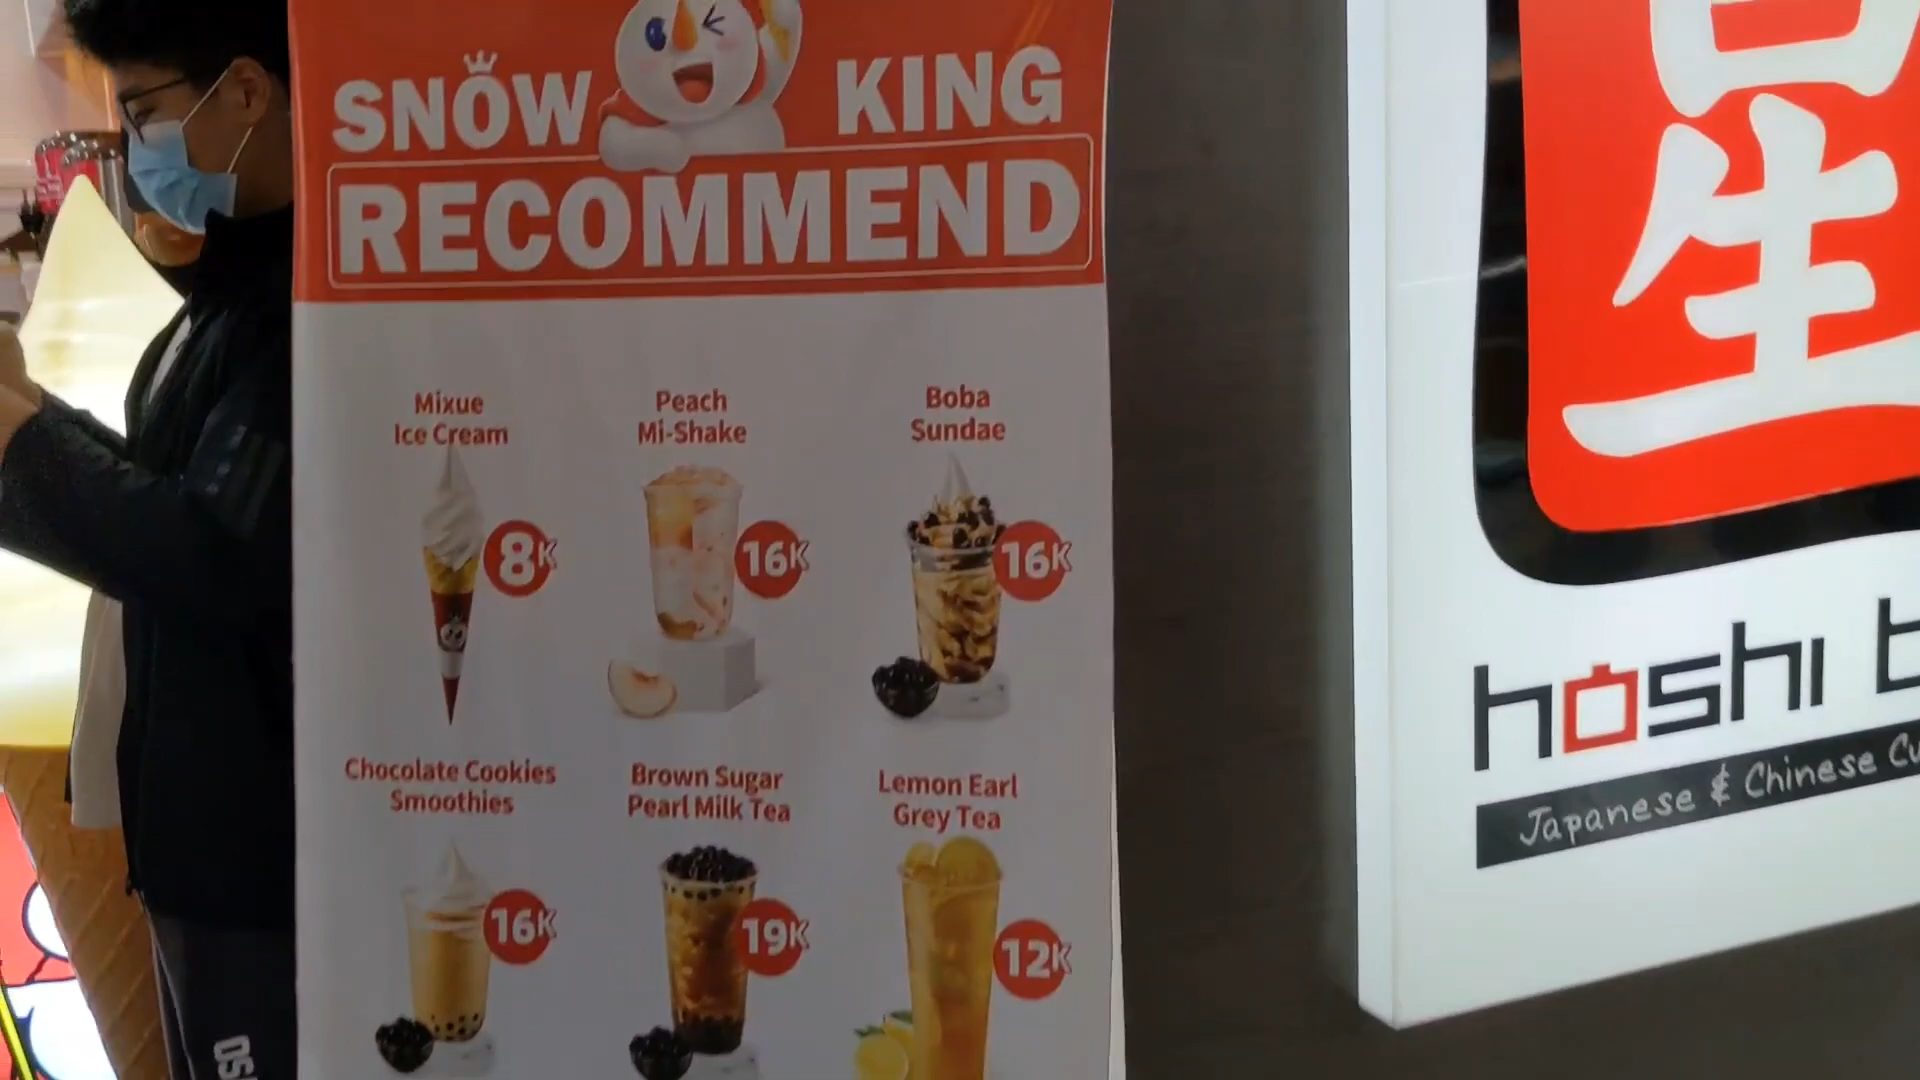 SNOW KING
RECOMMEND
Mixue
Ice Cream
8K
Peach
Mi-Shake
16K
Boba
Sundae
16K
Chocolate Cookies
Smoothies
16K
Brown Sugar
Pearl Milk Tea
19K
Lemon Earl
Grey Tea
12K
星
hoshi
Japanese & Chinese